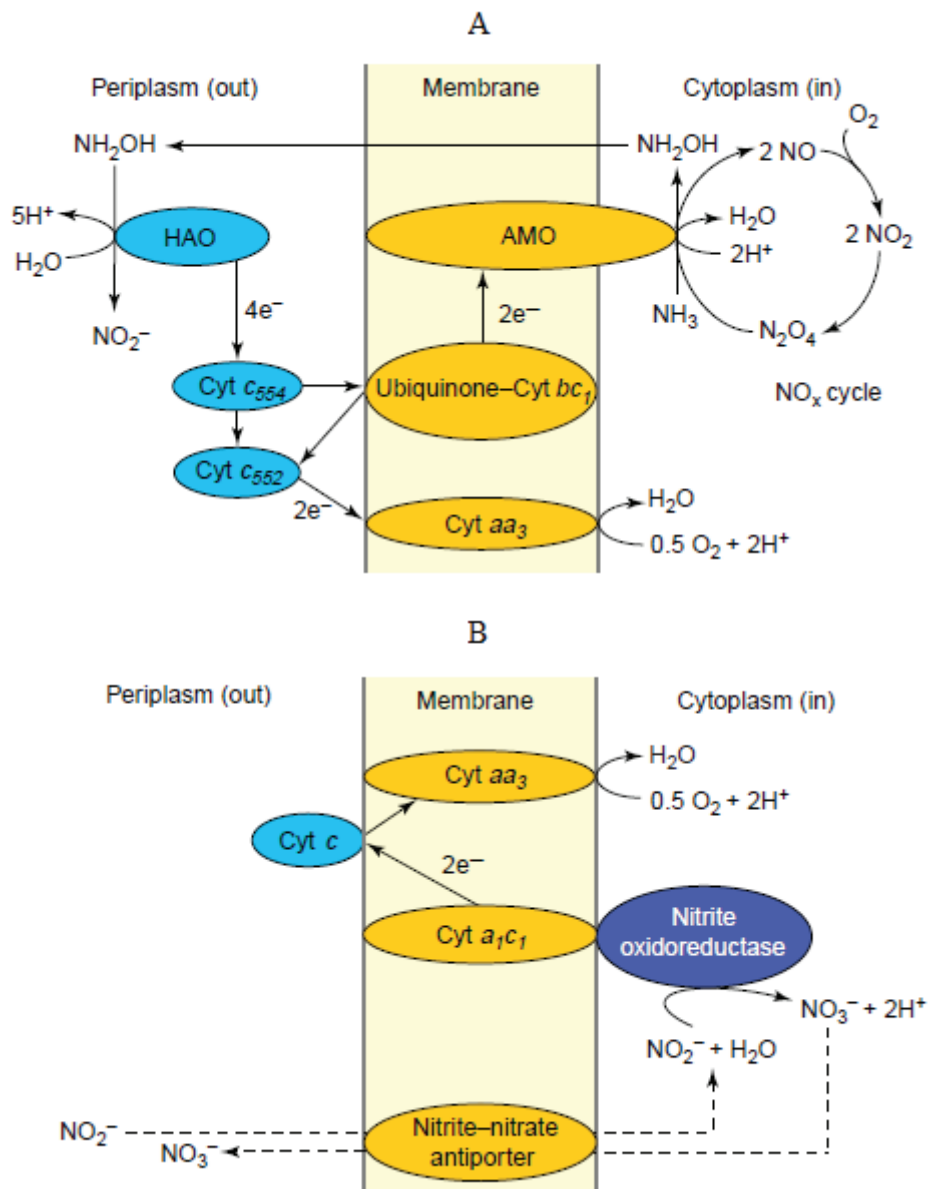 A
Periplasm (out)
Membrane
Cytoplasm (in)
NH₂OH
NH₂OH
2 NO
O₂
5H⁺
HAO
AMO
H₂O
2 NO₂
H₂O
2H⁺
4e⁻
2e⁻
NH₃
N₂O₄
NO₂⁻
Cyt c₅₅₄
Ubiquinone–Cyt bc₁
NOₓ cycle
Cyt c₅₅₂
2e⁻
Cyt aa₃
H₂O
0.5 O₂ + 2H⁺
B
Periplasm (out)
Membrane
Cytoplasm (in)
Cyt aa₃
H₂O
0.5 O₂ + 2H⁺
Cyt c
2e⁻
Cyt a₁c₁
Nitrite
oxidoreductase
NO₃⁻ + 2H⁺
NO₂⁻ + H₂O
NO₂⁻
NO₃⁻
Nitrite–nitrate
antiporter